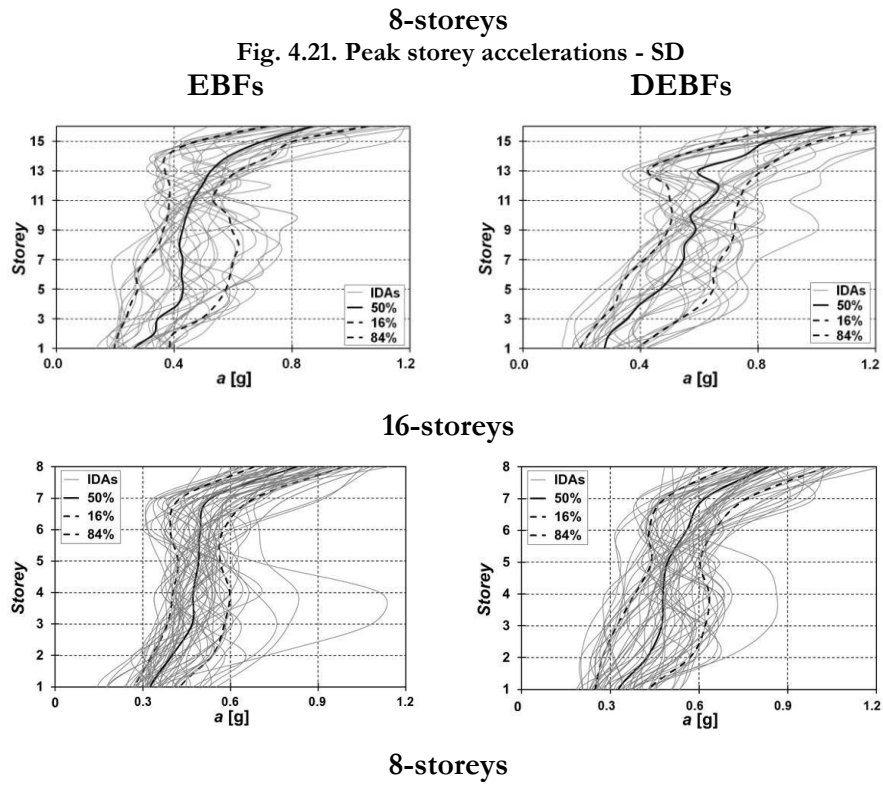 8-storeys
Fig. 4.21. Peak storey accelerations - SD
EBFs DEBFs
15
13
11
9
7
5
3
1
Storey
IDAs
50%
16%
84%
0.0 0.4 0.8 1.2
a [g]
15
13
11
9
7
5
3
1
Storey
IDAs
50%
16%
84%
0.0 0.4 0.8 1.2
a [g]
16-storeys
8
7
6
5
4
3
2
1
Storey
IDAs
50%
16%
84%
0 0.3 0.6 0.9 1.2
a [g]
8
7
6
5
4
3
2
1
Storey
IDAs
50%
16%
84%
0 0.3 0.6 0.9 1.2
a [g]
8-storeys